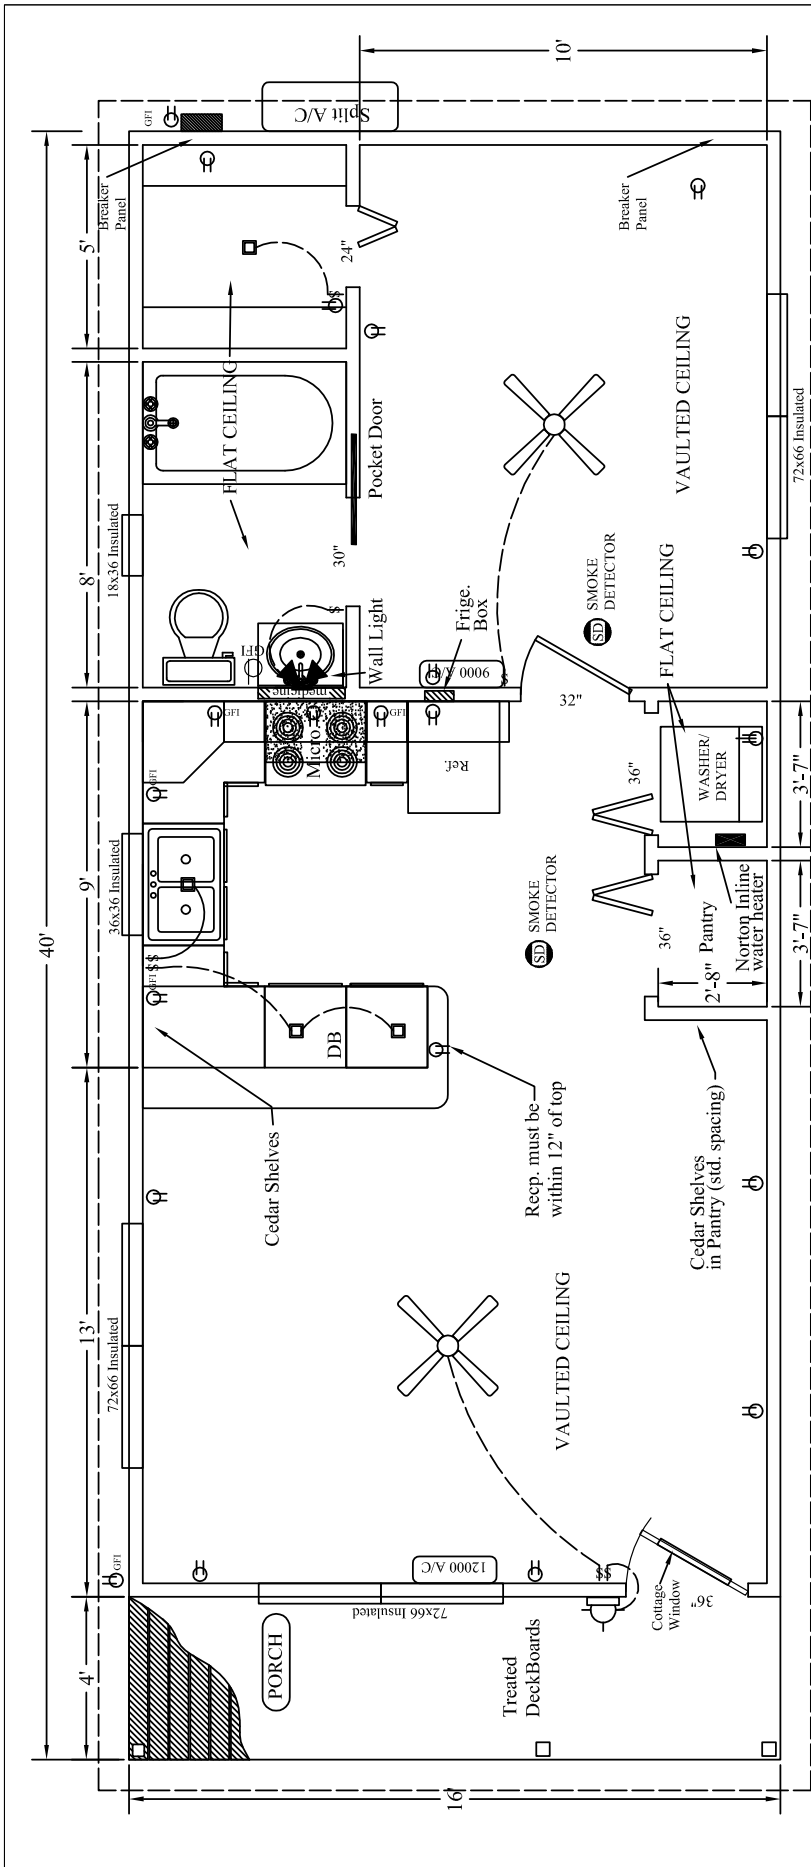 40'
4'
13'
9'
8'
5'
16'
10'
PORCH
Treated
DeckBoards
72x66 Insulated
12000 A/C
$$
Cottage
Window
36"
GFI
72x66 Insulated
VAULTED CEILING
Cedar Shelves
Recp. must be
within 12" of top
Cedar Shelves
in Pantry (std. spacing)
DB
GFI
$$
36x36 Insulated
GFI
GFI
Micro.
GFI
Ref.
SD
SMOKE
DETECTOR
36"
2'-8"
Pantry
3'-7"
Norton Inline
water heater
36"
WASHER/
DRYER
3'-7"
FLAT CEILING
32"
medicine
GFI
Wall Light
$
9000 A/C
$
Frige.
Box
18x36 Insulated
30"
Pocket Door
FLAT CEILING
SD
SMOKE
DETECTOR
VAULTED CEILING
72x66 Insulated
$
24"
Breaker
Panel
Breaker
Panel
GFI
Split A/C